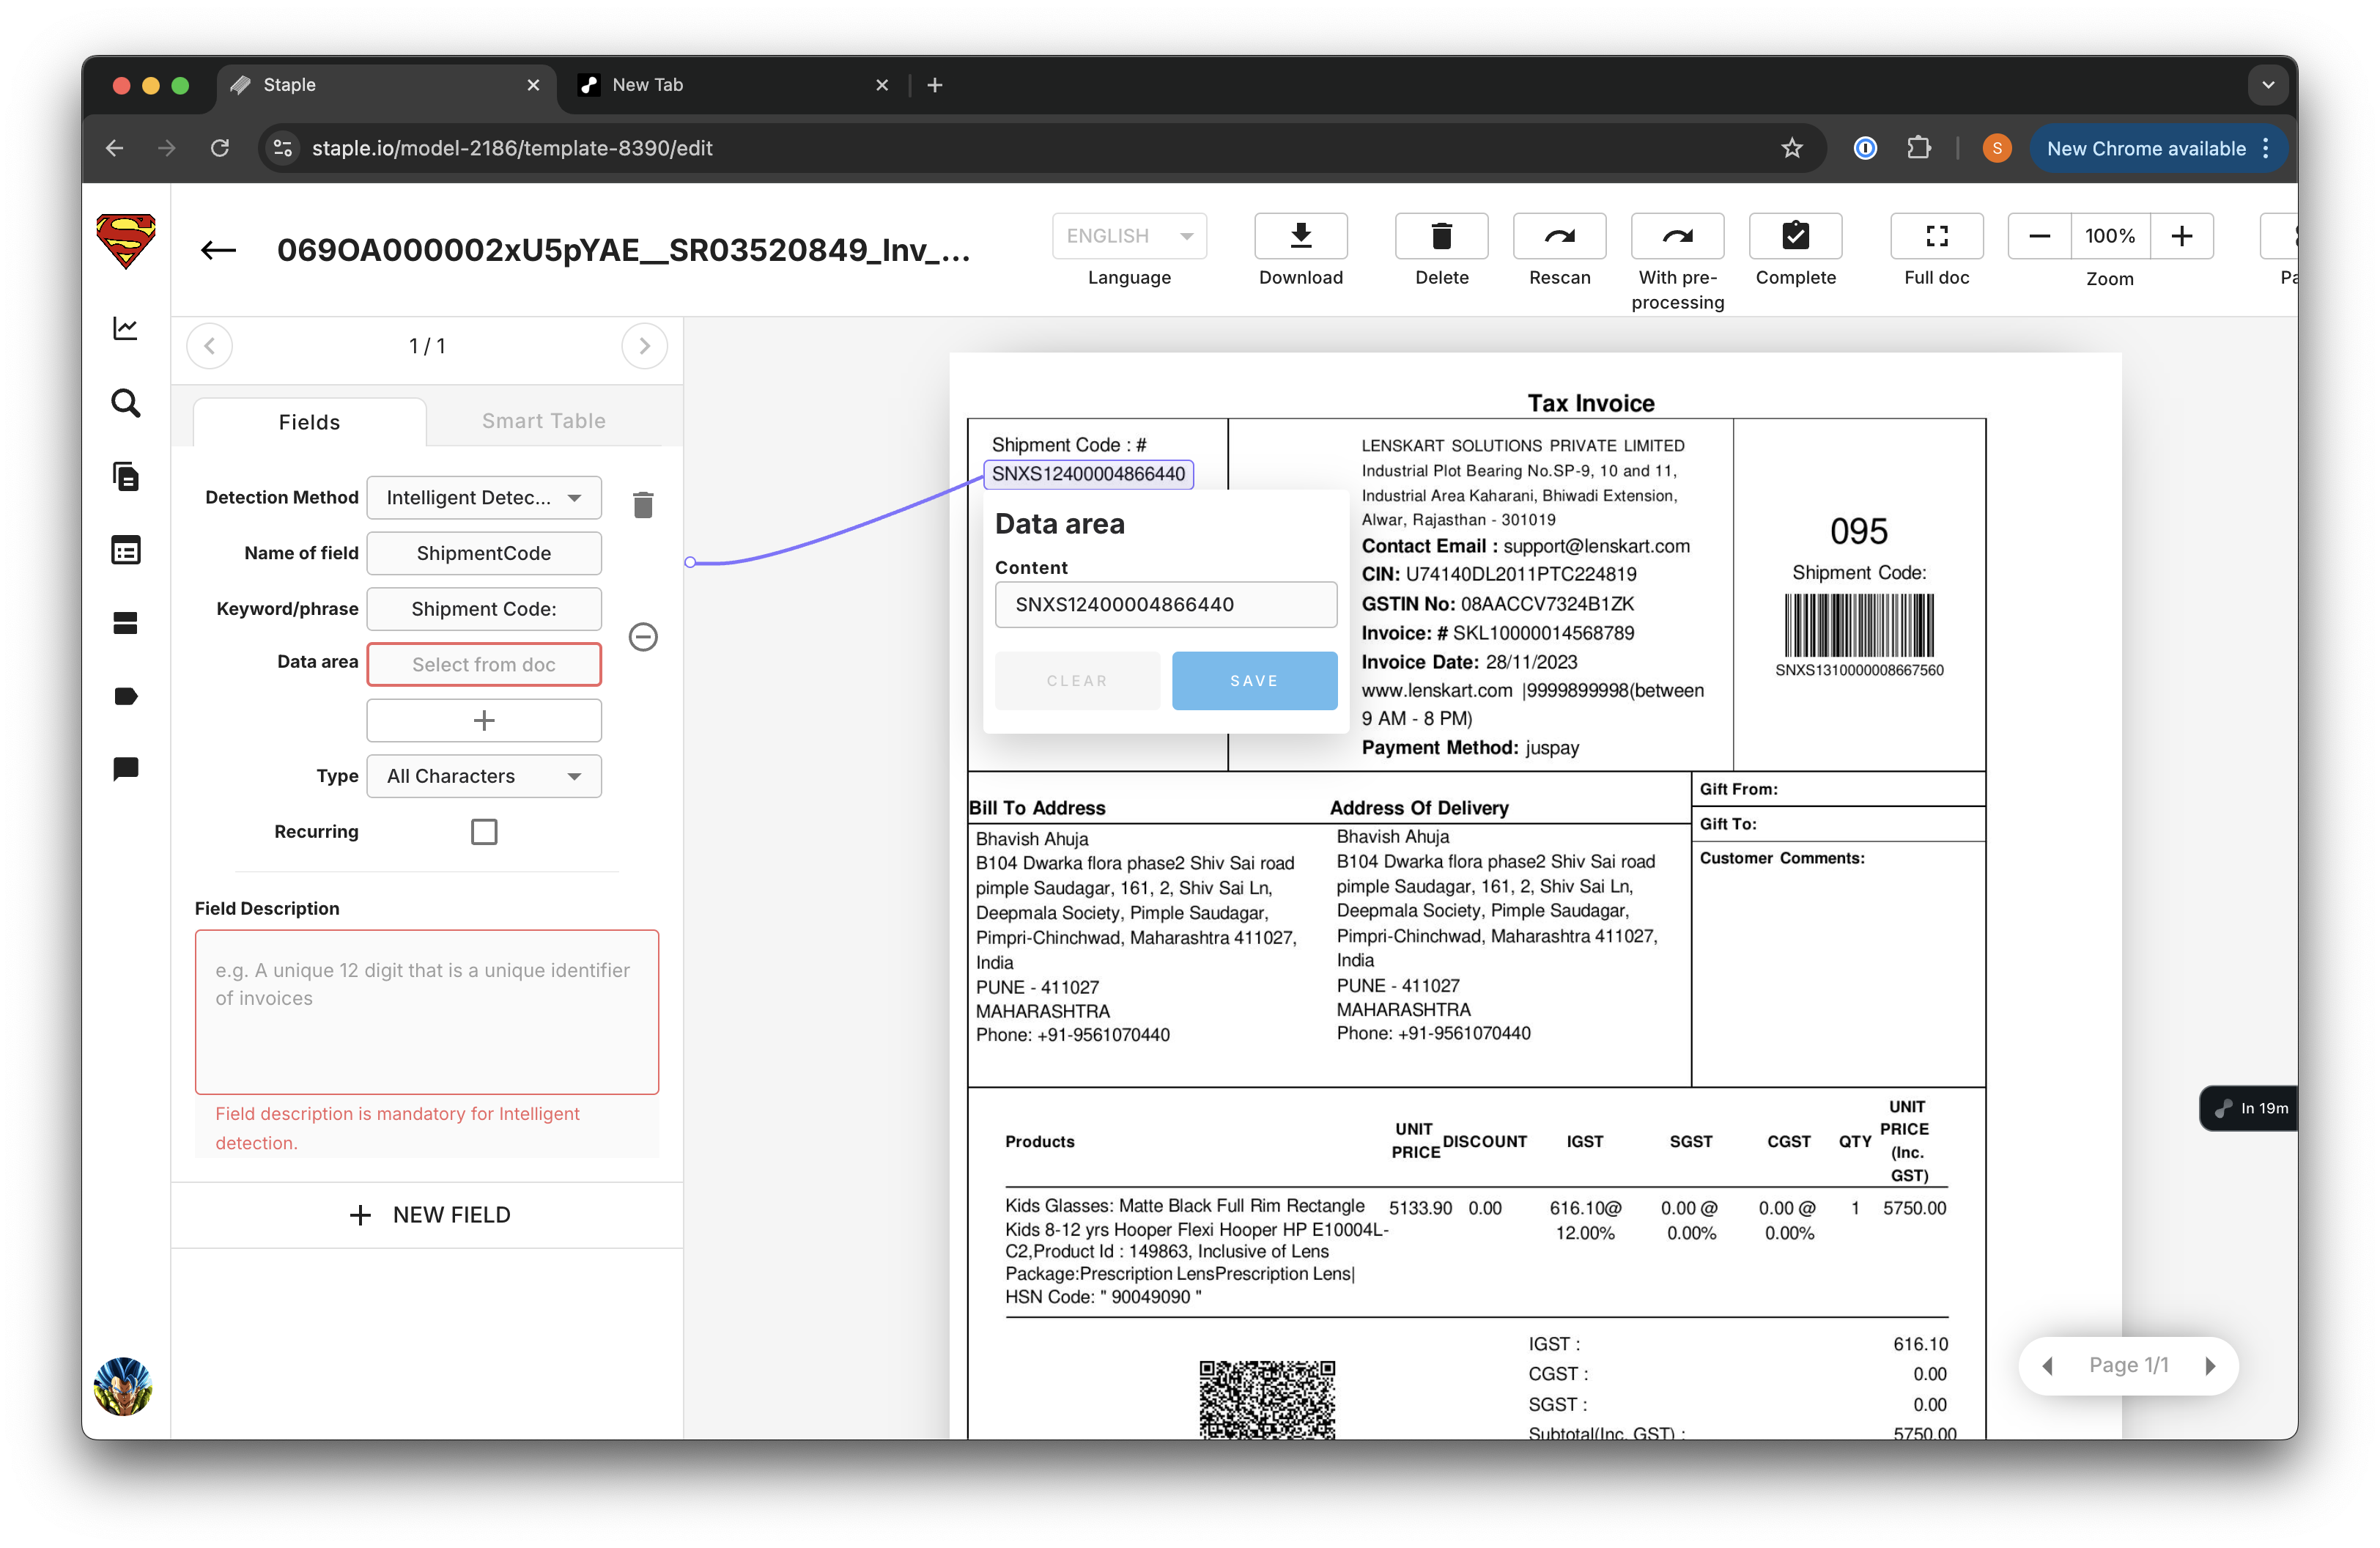 Staple
New Tab
staple.io/model-2186/template-8390/edit
S
New Chrome available
069OA000002xU5pYAE__SR03520849_Inv_...
ENGLISH
Language
Download
Delete
Rescan
With pre-
processing
Complete
Full doc
100%
Zoom
Pa
1 / 1
Fields
Smart Table
Detection Method
Intelligent Detec...
Name of field
ShipmentCode
Keyword/phrase
Shipment Code:
Data area
Select from doc
Type
All Characters
Recurring
Field Description
e.g. A unique 12 digit that is a unique identifier
of invoices
Field description is mandatory for Intelligent
detection.
NEW FIELD
Tax Invoice
Shipment Code : #
SNXS12400004866440
Data area
Content
SNXS12400004866440
CLEAR
SAVE
LENSKART SOLUTIONS PRIVATE LIMITED
Industrial Plot Bearing No.SP-9, 10 and 11,
Industrial Area Kaharani, Bhiwadi Extension,
Alwar, Rajasthan - 301019
Contact Email : support@lenskart.com
CIN: U74140DL2011PTC224819
GSTIN No: 08AACCV7324B1ZK
Invoice: # SKL10000014568789
Invoice Date: 28/11/2023
www.lenskart.com |9999899998(between
9 AM - 8 PM)
Payment Method: juspay
095
Shipment Code:
SNXS1310000008667560
Bill To Address
Bhavish Ahuja
B104 Dwarka flora phase2 Shiv Sai road
pimple Saudagar, 161, 2, Shiv Sai Ln,
Deepmala Society, Pimple Saudagar,
Pimpri-Chinchwad, Maharashtra 411027,
India
PUNE - 411027
MAHARASHTRA
Phone: +91-9561070440
Address Of Delivery
Bhavish Ahuja
B104 Dwarka flora phase2 Shiv Sai road
pimple Saudagar, 161, 2, Shiv Sai Ln,
Deepmala Society, Pimple Saudagar,
Pimpri-Chinchwad, Maharashtra 411027,
India
PUNE - 411027
MAHARASHTRA
Phone: +91-9561070440
Gift From:
Gift To:
Customer Comments:
In 19m
Products
UNIT
PRICE
DISCOUNT
IGST
SGST
CGST
QTY
UNIT
PRICE
(Inc.
GST)
Kids Glasses: Matte Black Full Rim Rectangle
Kids 8-12 yrs Hooper Flexi Hooper HP E10004L-
C2,Product Id : 149863, Inclusive of Lens
Package:Prescription LensPrescription Lens|
HSN Code: " 90049090 "
5133.90
0.00
616.10@
12.00%
0.00 @
0.00%
0.00 @
0.00%
1
5750.00
IGST : 616.10
CGST : 0.00
SGST : 0.00
Subtotal(Inc. GST) : 5750.00
Page 1/1